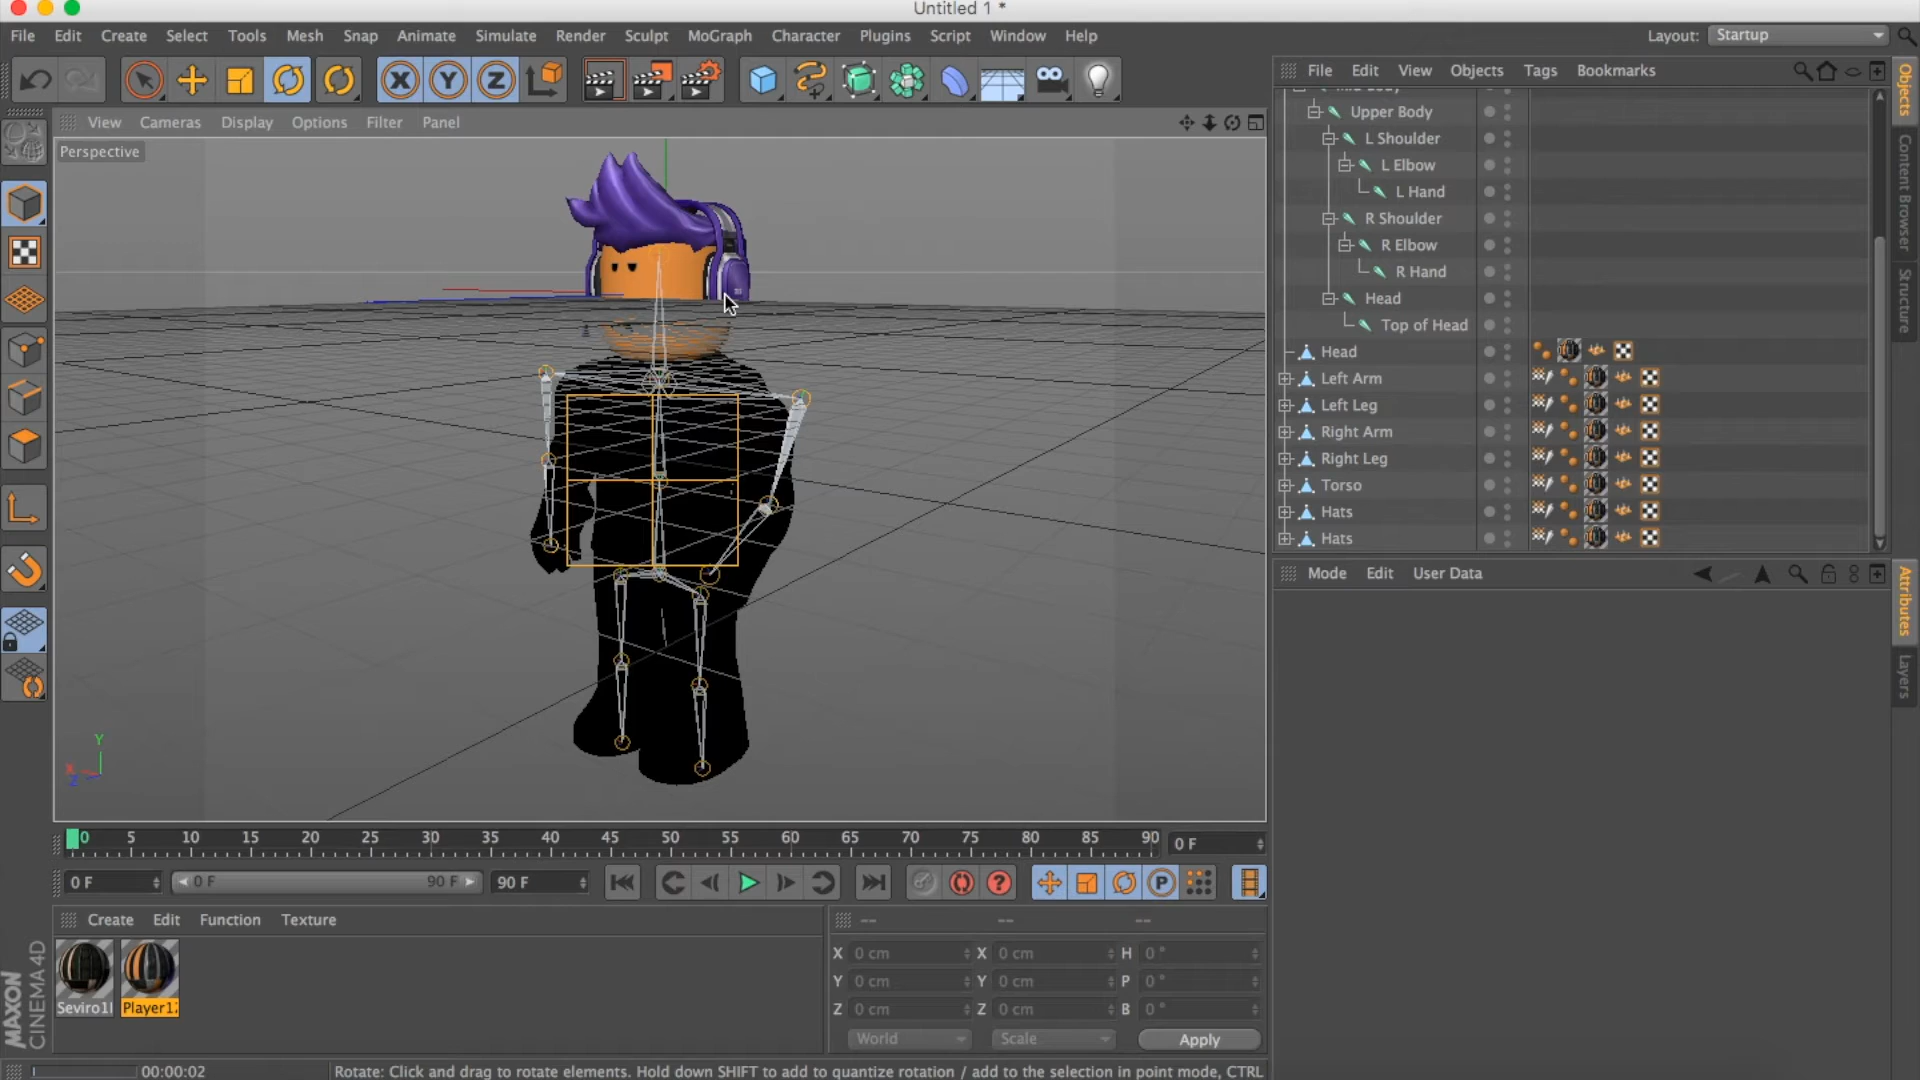 Untitled 1 *
File Edit Create Select Tools Mesh Snap Animate Simulate Render Sculpt MoGraph Character Plugins Script Window Help
Layout: Startup
View Cameras Display Options Filter Panel
Perspective
File Edit View Objects Tags Bookmarks
Upper Body
L Shoulder
L Elbow
L Hand
R Shoulder
R Elbow
R Hand
Head
Top of Head
Head
Left Arm
Left Leg
Right Arm
Right Leg
Torso
Hats
Hats
Objects
Content Browser
Structure
Mode Edit User Data
Attributes
Layers
X Y Z
Y
X
Z
0 5 10 15 20 25 30 35 40 45 50 55 60 65 70 75 80 85 90 0 F
0 F 0 F 90 F 90 F
P
Create Edit Function Texture
Seviro1
Player1
-- -- --
X 0 cm X 0 cm H 0 °
Y 0 cm Y 0 cm P 0 °
Z 0 cm Z 0 cm B 0 °
World Scale Apply
MAXON
CINEMA 4D
00:00:02 Rotate: Click and drag to rotate elements. Hold down SHIFT to add to quantize rotation / add to the selection in point mode, CTRL